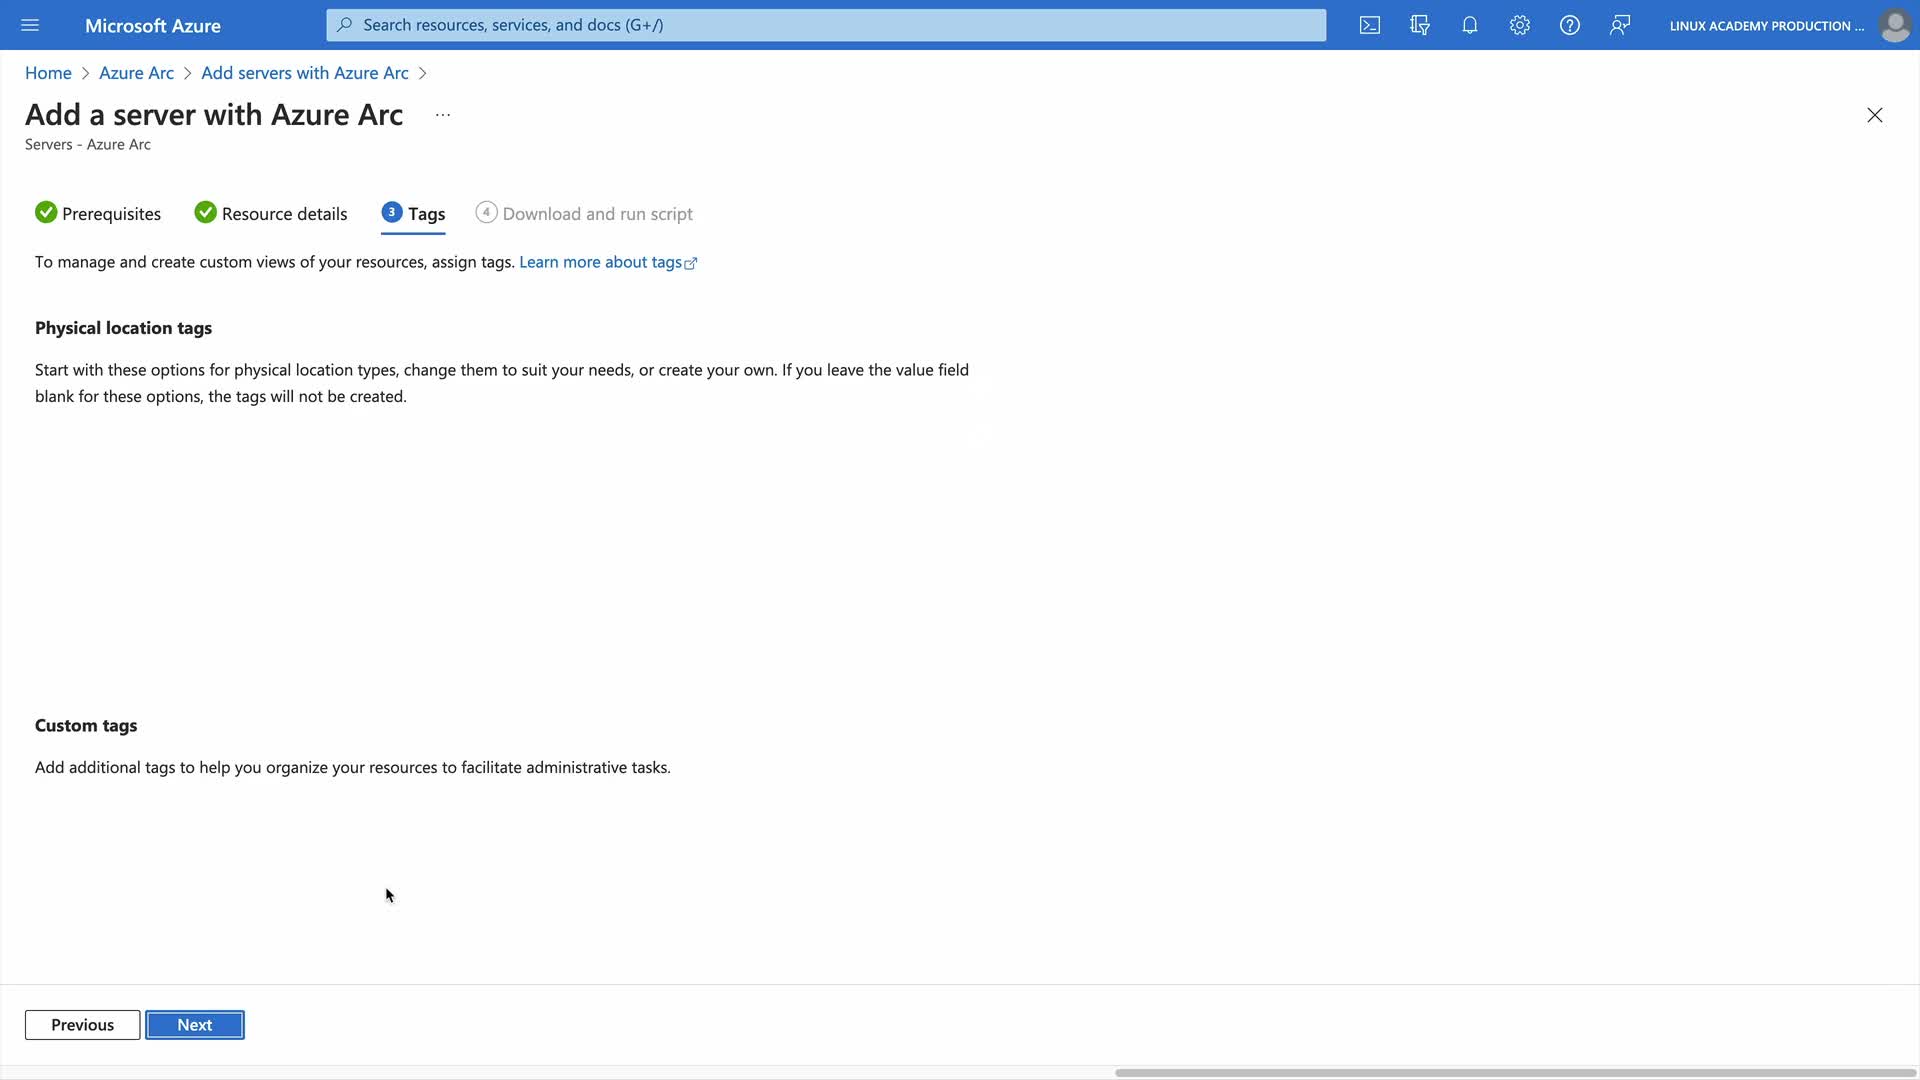 Microsoft Azure
Search resources, services, and docs (G+/)
LINUX ACADEMY PRODUCTION ...
Home > Azure Arc > Add servers with Azure Arc >
Add a server with Azure Arc ...
Servers - Azure Arc
Prerequisites
Resource details
3 Tags
4 Download and run script
To manage and create custom views of your resources, assign tags. Learn more about tags
Physical location tags
Start with these options for physical location types, change them to suit your needs, or create your own. If you leave the value field
blank for these options, the tags will not be created.
Custom tags
Add additional tags to help you organize your resources to facilitate administrative tasks.
Previous
Next